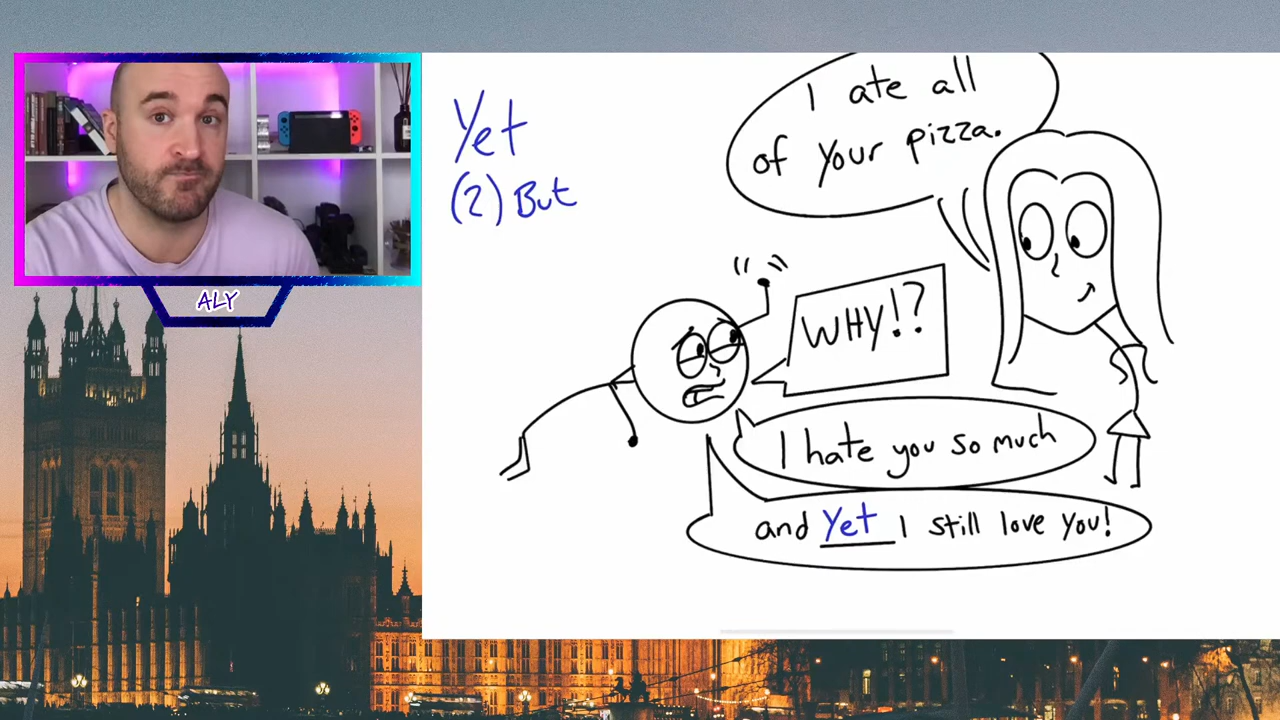 Yet
(2) But
I ate all
of your pizza.
WHY!?
I hate you so much
and Yet I still love you!
ALY